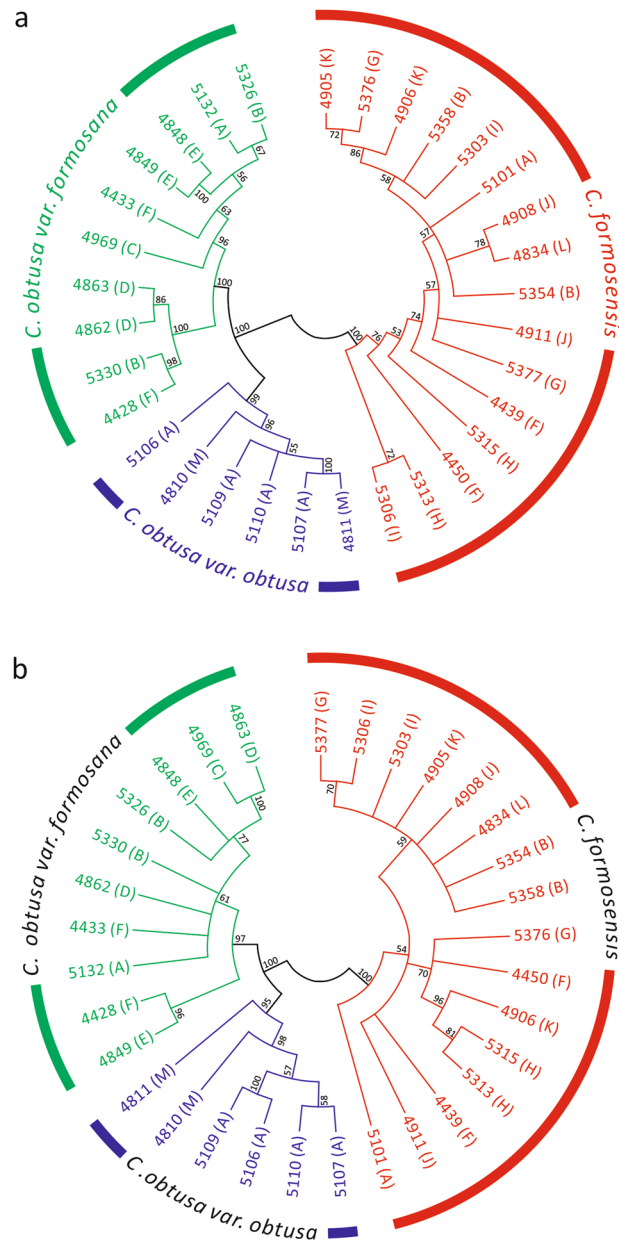 a
C. obtusa var. formosana
5326 (B)
5132 (A)
4848 (E)
4849 (E)
4433 (F)
4969 (C)
4863 (D)
4862 (D)
5330 (B)
4428 (F)
67
56
100
63
96
100
86
100
98
100
99
96
55
100
5106 (A)
4810 (M)
5109 (A)
5110 (A)
5107 (A)
4811 (M)
C. obtusa var. obtusa
4905 (K)
5376 (G)
4906 (K)
5358 (B)
5303 (I)
5101 (A)
4908 (J)
4834 (L)
5354 (B)
4911 (J)
5377 (G)
4439 (F)
5315 (H)
4450 (F)
5313 (H)
5306 (I)
72
86
58
57
78
57
74
53
76
100
72
C. formosensis
b
C. obtusa var. formosana
4863 (D)
4969 (C)
4848 (E)
5326 (B)
5330 (B)
4862 (D)
4433 (F)
5132 (A)
4428 (F)
4849 (E)
100
77
61
97
96
100
95
98
57
100
58
4811 (M)
4810 (M)
5109 (A)
5106 (A)
5110 (A)
5107 (A)
C.obtusa var. obtusa
5377 (G)
5306 (I)
5303 (I)
4905 (K)
4908 (J)
4834 (L)
5354 (B)
5358 (B)
5376 (G)
4450 (F)
4906 (K)
5315 (H)
5313 (H)
4439 (F)
4911 (J)
5101 (A)
70
59
54
70
96
81
100
C. formosensis